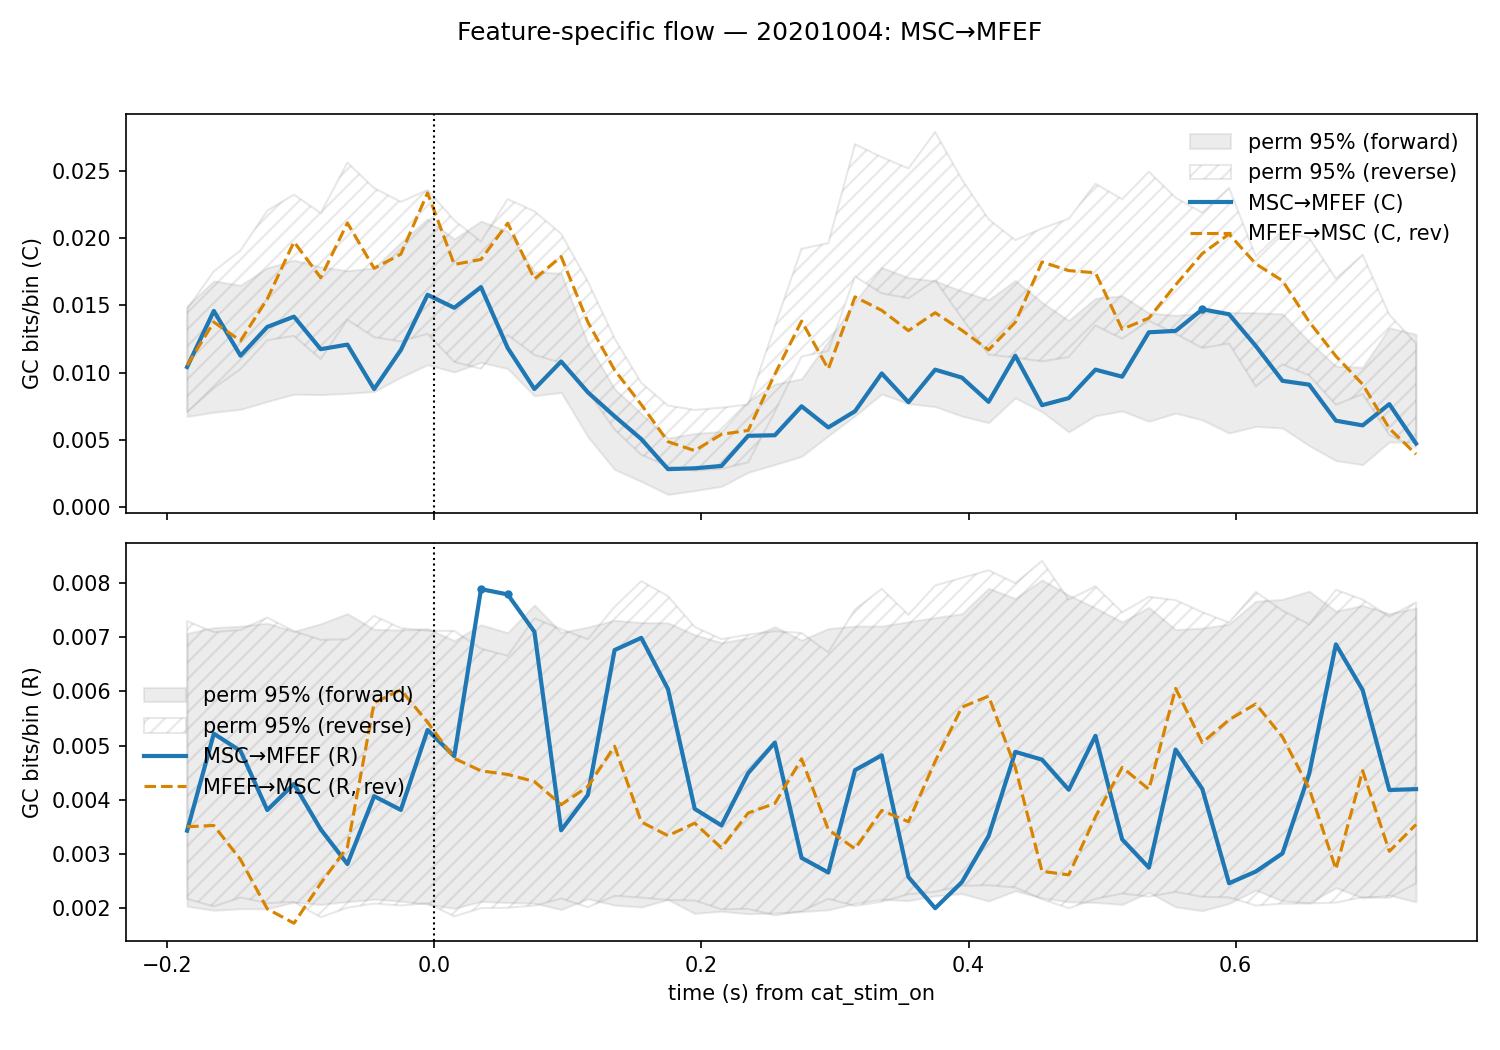 Feature-specific flow — 20201004: MSC→MFEF
GC bits/bin (C)
0.025
0.020
0.015
0.010
0.005
0.000
perm 95% (forward)
perm 95% (reverse)
MSC→MFEF (C)
MFEF→MSC (C, rev)
GC bits/bin (R)
0.008
0.007
0.006
0.005
0.004
0.003
0.002
perm 95% (forward)
perm 95% (reverse)
MSC→MFEF (R)
MFEF→MSC (R, rev)
−0.2 0.0 0.2 0.4 0.6
time (s) from cat_stim_on